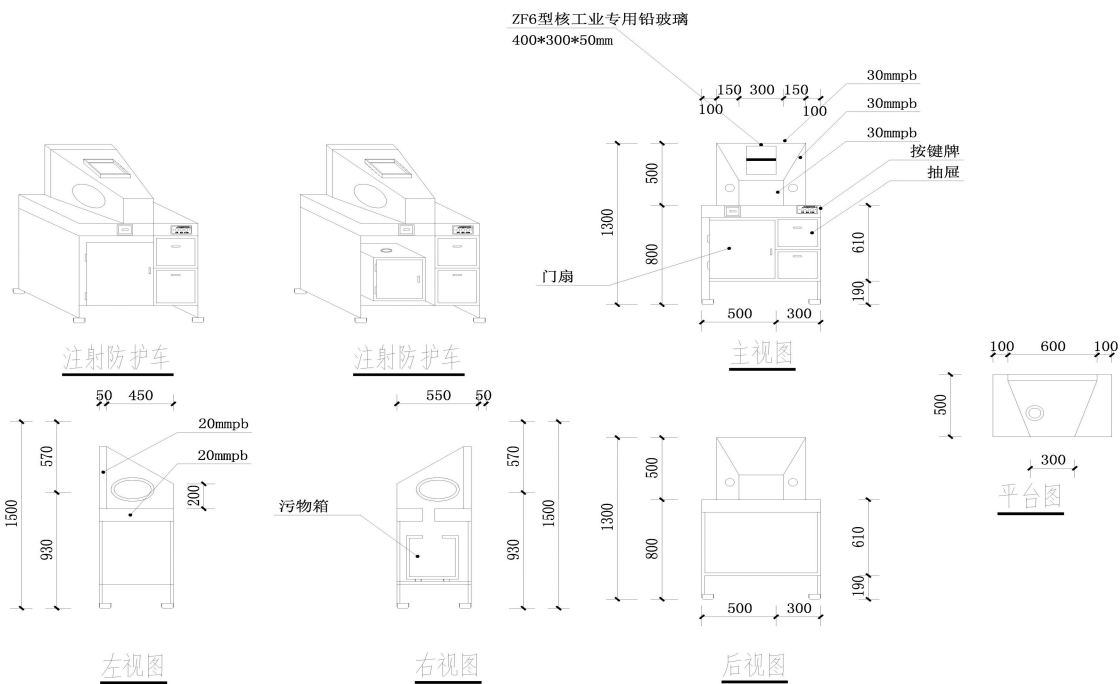 ZF6型核工业专用铅玻璃
400*300*50mm
30mmpb
150 300 150
100 100
30mmpb
30mmpb
按键牌
抽屉
500
1300
800
610
190
门扇
500 300
注射防护车
注射防护车
主视图
100 600 100
500
300
平台图
50 450
20mmpb
20mmpb
570
1500
930
200
左视图
550 50
570
1500
930
污物箱
右视图
500
1300
800
610
190
500 300
后视图